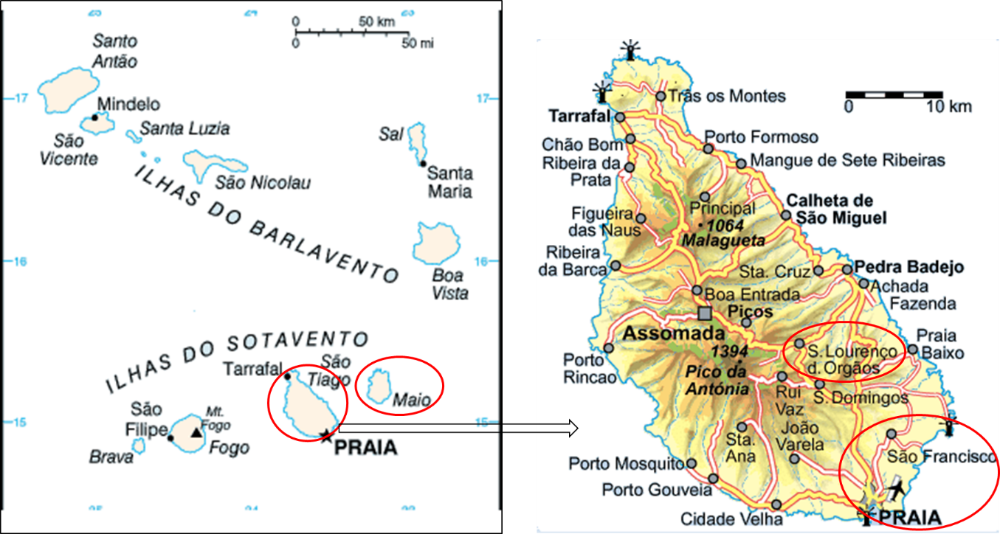 0 50 km
0 50 mi
Santo
Antão
17
17
Mindelo
São
Vicente
Santa Luzia
São Nicolau
Sal
Santa
Maria
ILHAS DO BARLAVENTO
16
16
Boa
Vista
ILHAS DO SOTAVENTO
Tarrafal
São
Tiago
Maio
15
15
São
Filipe
Mt.
Fogo
Fogo
Brava
PRAIA
Trás os Montes
0 10 km
Tarrafal
Chão Bom
Porto Formoso
Ribeira da
Prata
Mangue de Sete Ribeiras
Principal
1064
Malagueta
Calheta de
São Miguel
Figueira
das Naus
Ribeira
da Barca
Sta. Cruz
Pedra Badejo
Achada
Fazenda
Boa Entrada
Picos
Assomada
1394
Pico da
Antónia
S.Lourenço
d.Orgãos
Praia
Baixo
Porto
Rincao
Rui
Vaz
S.Domingos
Sta.
Ana
João
Varela
São Francisco
Porto Mosquito
Porto Gouveia
Cidade Velha
PRAIA